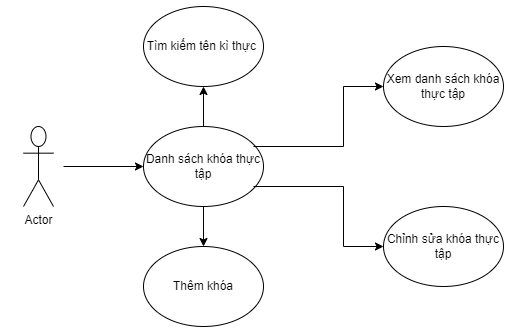 Tìm kiếm tên kì thực
Xem danh sách khóa
thực tập
Danh sách khóa thực
tập
Actor
Chỉnh sửa khóa thực
tập
Thêm khóa